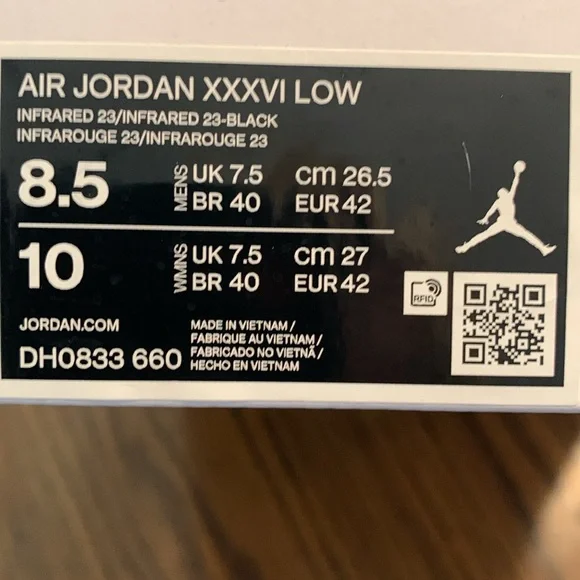 AIR JORDAN XXXVI LOW
INFRARED 23/INFRARED 23-BLACK
INFRAROUGE 23/INFRAROUGE 23
8.5 MENS UK 7.5 CM 26.5
BR 40 EUR 42
10 WMNS UK 7.5 CM 27
BR 40 EUR 42
RFID
JORDAN.COM
DH0833 660
MADE IN VIETNAM /
FABRIQUE AU VIETNAM /
FABRICADO NO VIETNÃ /
HECHO EN VIETNAM